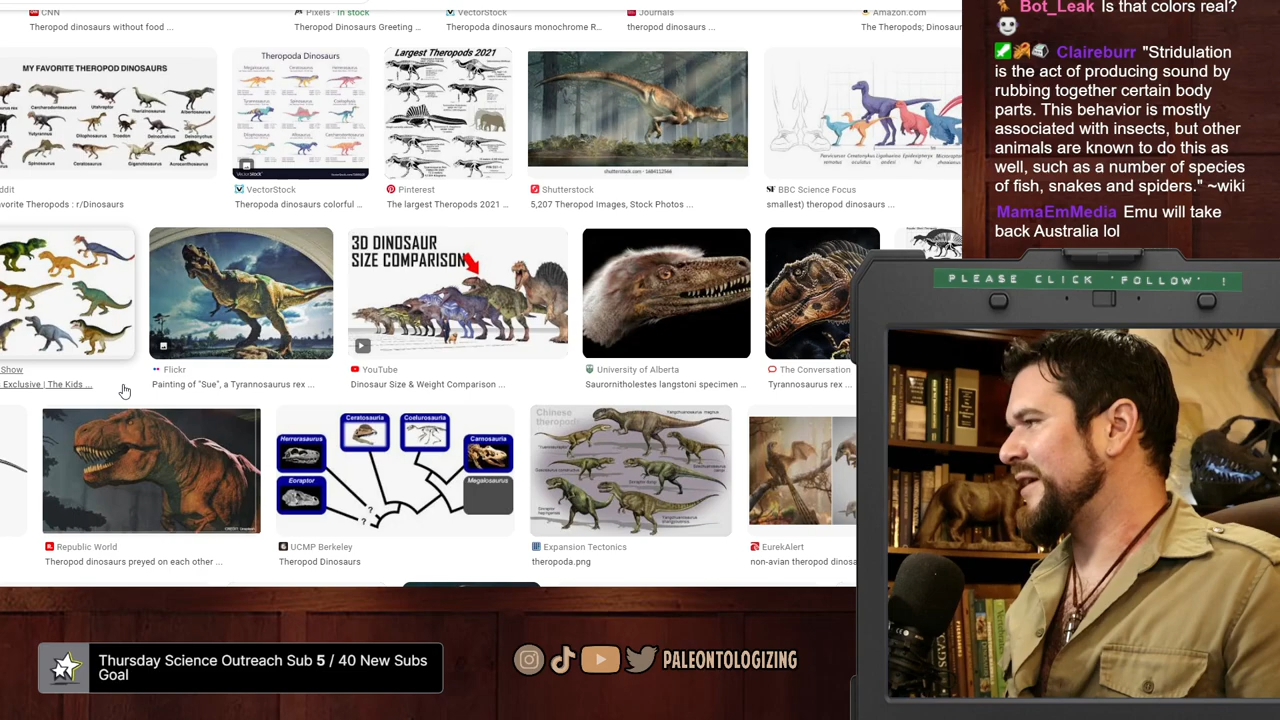 CNN
Theropod dinosaurs without food ...
Pixels · In stock
Theropod Dinosaurs Greeting ...
VectorStock
Theropoda dinosaurs monochrome R...
Journals
theropod dinosaurs ...
Amazon.com
The Theropods; Dinosaur
MY FAVORITE THEROPOD DINOSAURS
Theropoda Dinosaurs
Largest Theropods 2021
shutterstock.com · 1684112566
ddit
avorite Theropods : r/Dinosaurs
VectorStock
Theropoda dinosaurs colorful ...
Pinterest
The largest Theropods 2021 ...
Shutterstock
5,207 Theropod Images, Stock Photos ...
BBC Science Focus
smallest) theropod dinosaurs ...
3D DINOSAUR
SIZE COMPARISON
Show
s Exclusive | The Kids ...
Flickr
Painting of "Sue", a Tyrannosaurus rex ...
YouTube
Dinosaur Size & Weight Comparison ...
University of Alberta
Saurornitholestes langstoni specimen ...
The Conversation
Tyrannosaurus rex ...
Herrerasaurus
Ceratosauria
Coelurosauria
Carnosauria
Eoraptor
Megalosaurus
? ?
Chinese
theropods
Republic World
Theropod dinosaurs preyed on each other ...
UCMP Berkeley
Theropod Dinosaurs
Expansion Tectonics
theropoda.png
EurekAlert
non-avian theropod dinosa
Bot_Leak Is that colors real?
Claireburr "Stridulation
is the act of producing sound by
rubbing together certain body
parts. This behavior is mostly
associated with insects, but other
animals are known to do this as
well, such as a number of species
of fish, snakes and spiders." ~wiki
MamaEmMedia Emu will take
back Australia lol
PLEASE CLICK 'FOLLOW' !
Thursday Science Outreach Sub 5 / 40 New Subs
Goal
PALEONTOLOGIZING